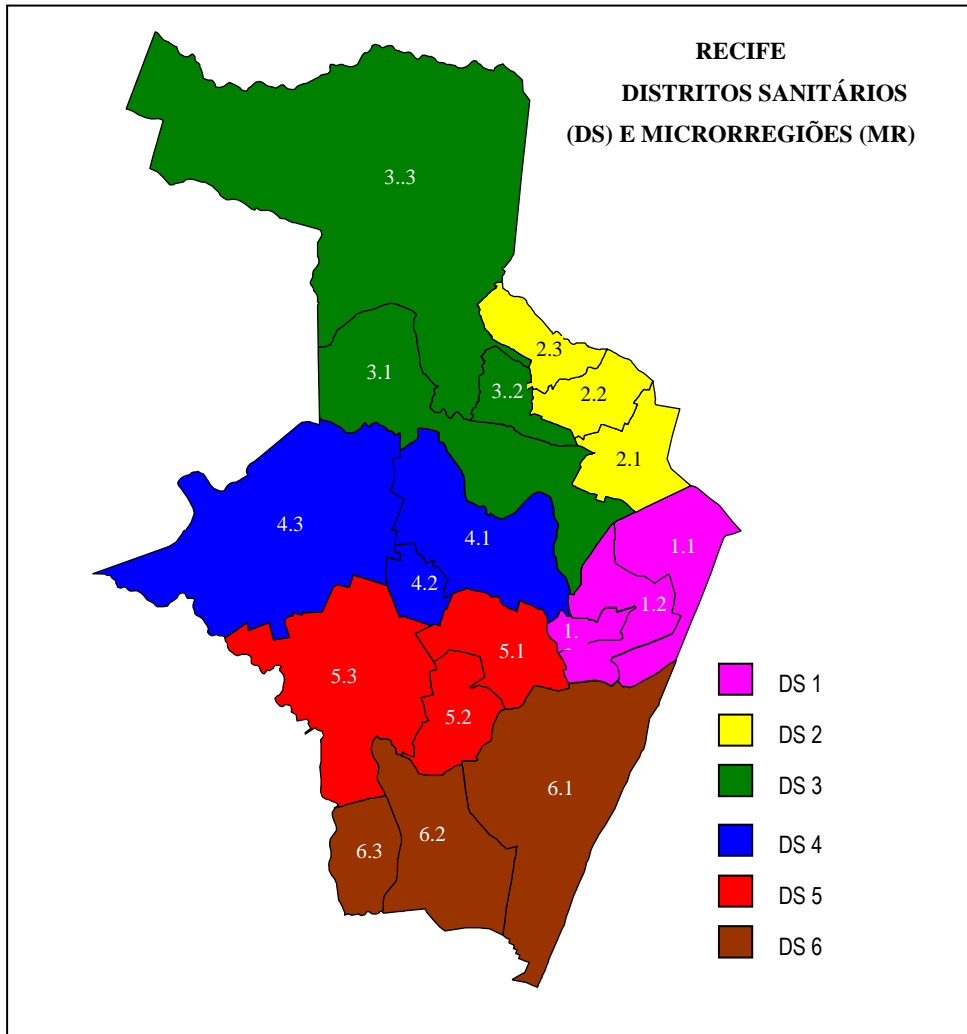 RECIFE
DISTRITOS SANITÁRIOS
(DS) E MICRORREGIÕES (MR)
3..3
2.3
3.1
3..2
2.2
2.1
4.3
4.1
1.1
4.2
1.2
1.
5.1
5.3
5.2
6.1
6.2
6.3
DS 1
DS 2
DS 3
DS 4
DS 5
DS 6